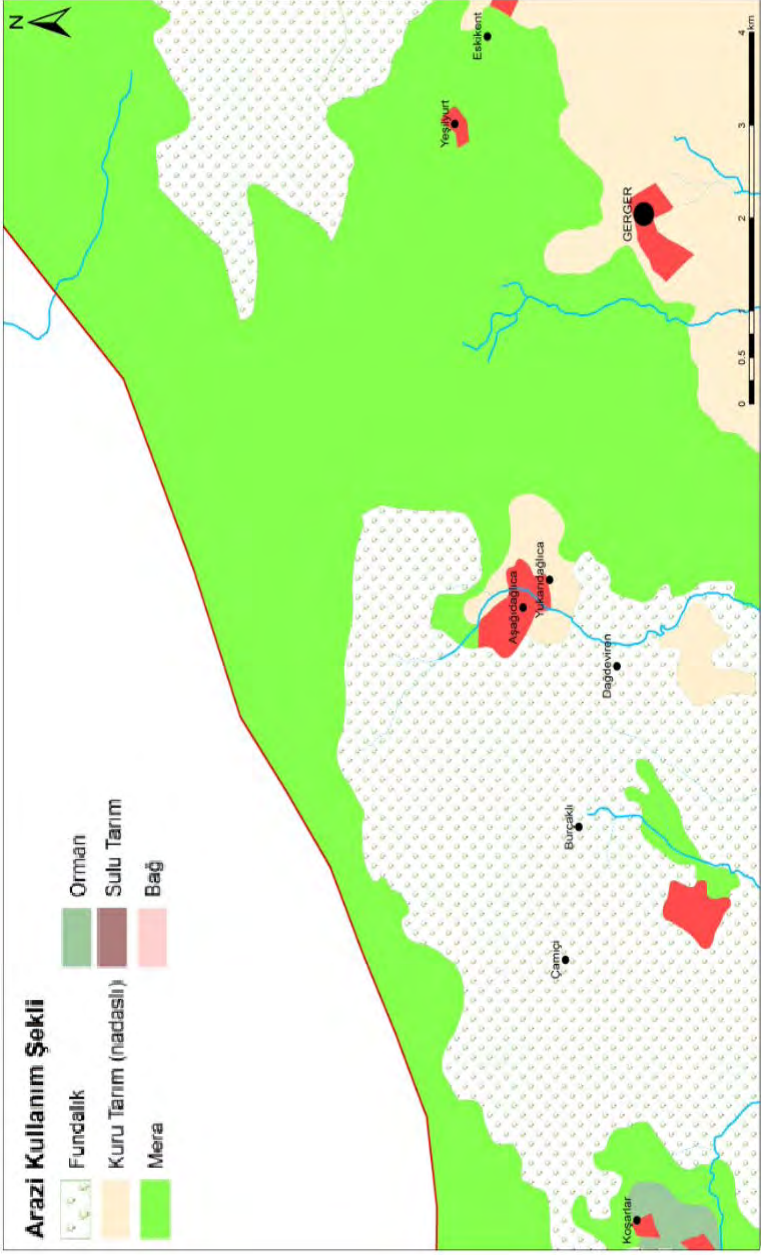 Arazi Kullanım Şekli
Fundalık
Orman
Kuru Tarım (nadaslı)
Sulu Tarım
Mera
Bağ
N
Eskikent
Yeşilyurt
GERGER
Aşağıdağlıca
Yukarıdağlıca
Dağdeviren
Burçaklı
Çamiçi
Koşarlar
0 0.5 1 2 3 4 km